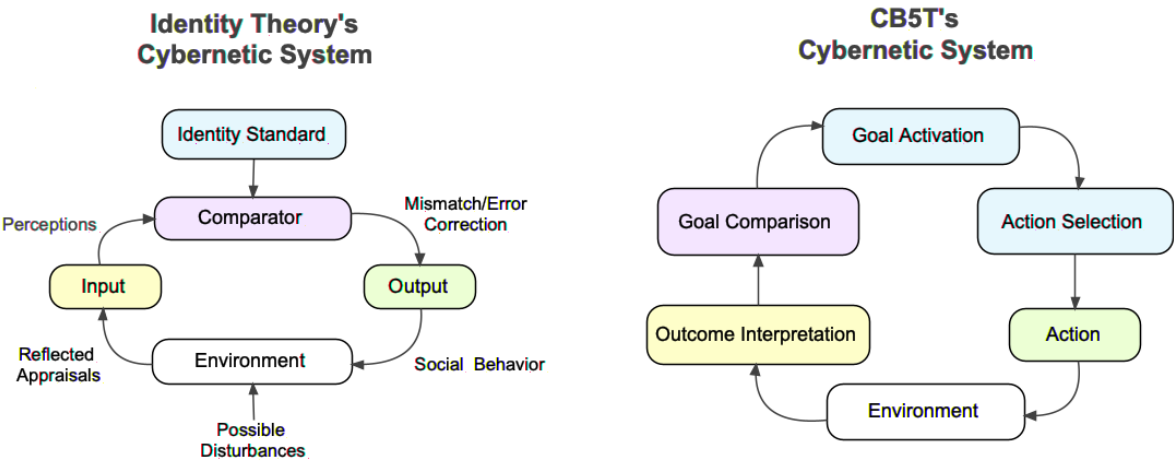 Identity Theory's
Cybernetic System
Identity Standard
Comparator
Mismatch/Error
Correction
Perceptions
Input
Output
Reflected
Appraisals
Environment
Social Behavior
Possible
Disturbances
CB5T's
Cybernetic System
Goal Activation
Goal Comparison
Action Selection
Outcome Interpretation
Action
Environment